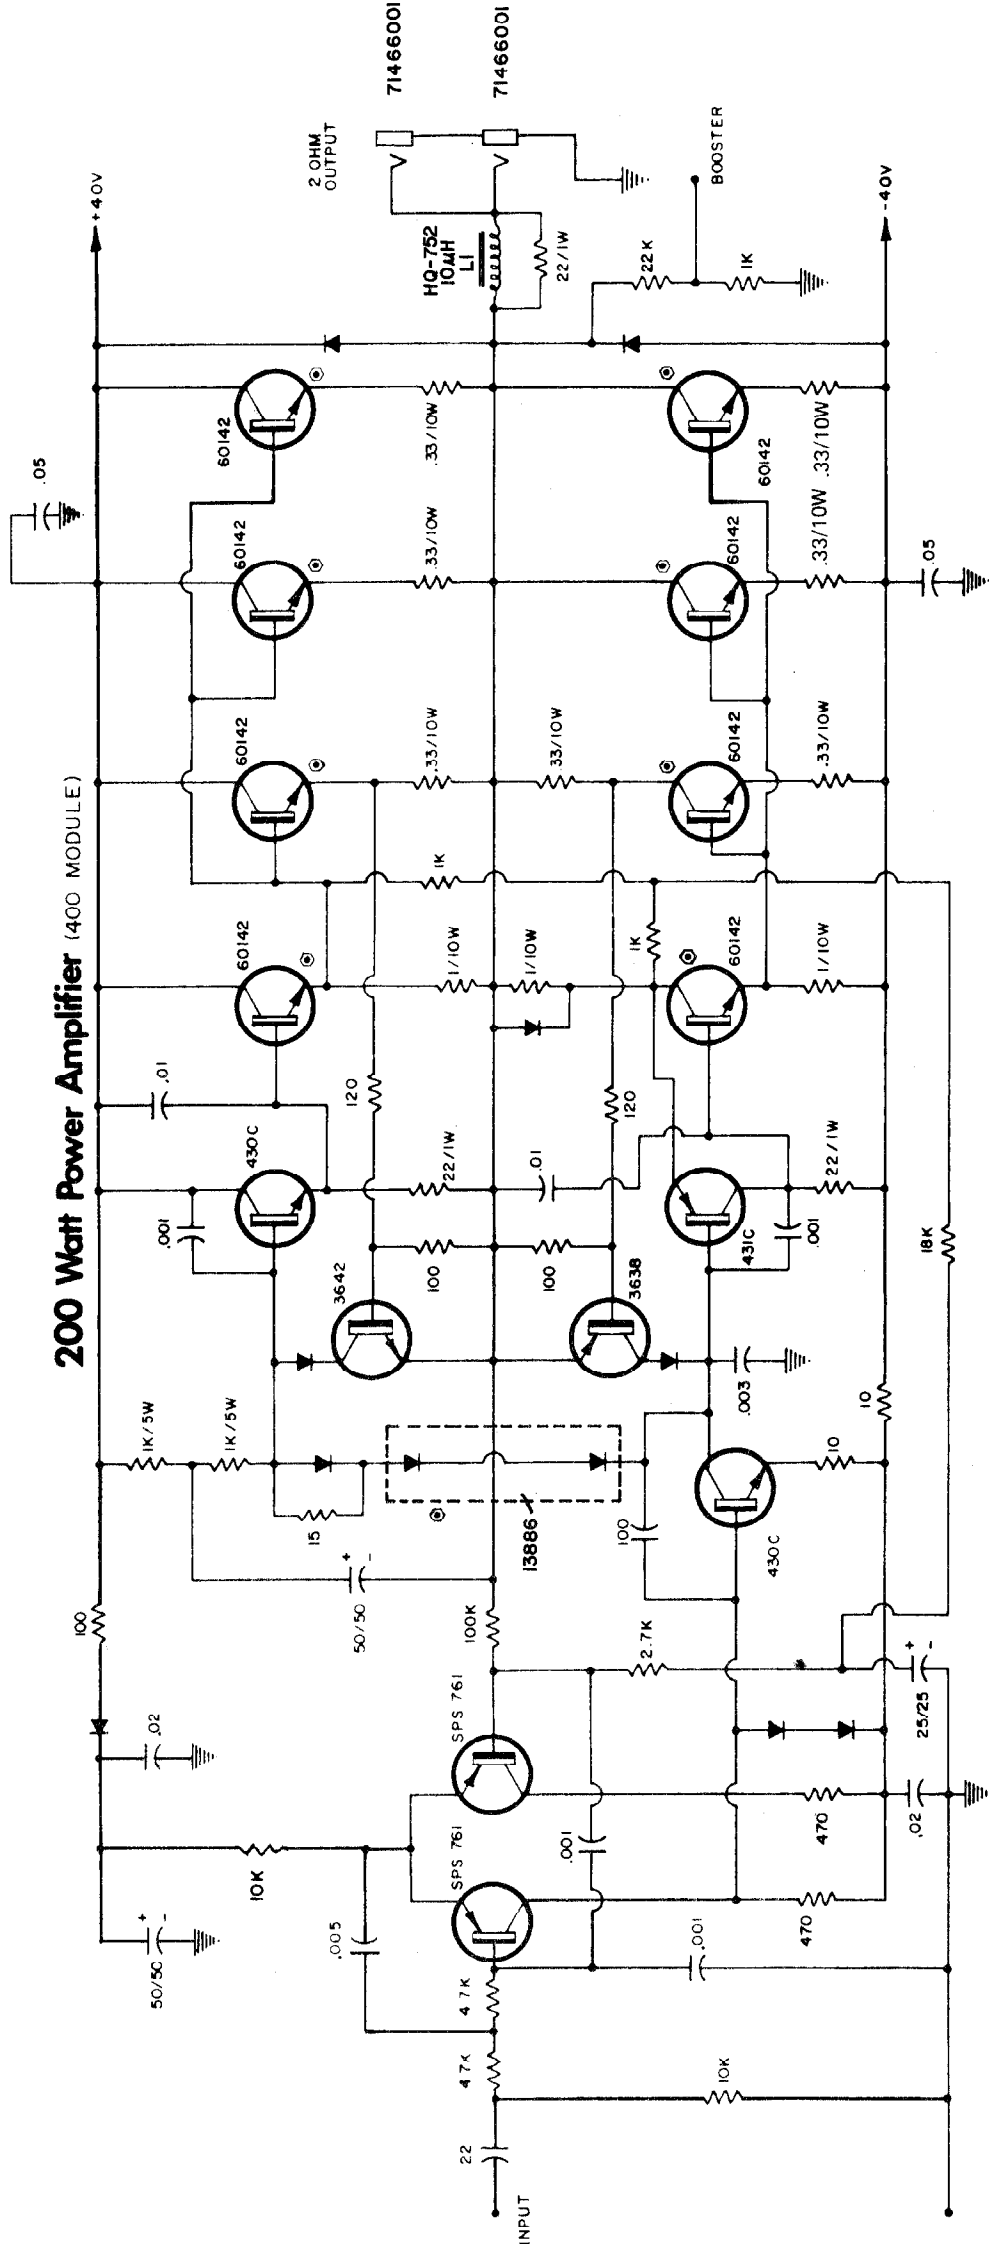 200 Watt Power Amplifier (400 MODULE)
+40V
-40V
71466001
71466001
2 OHM
OUTPUT
HQ-752
10µH
L1
22/1W
22K
1K
BOOSTER
.05
60142
.33/10W
60142
.33/10W
60142
.33/10W
60142
.33/10W
60142
.33/10W
.05
60142
.33/10W
.33/10W
60142
1/10W
1/10W
60142
1/10W
1K
1K
.01
430C
.001
120
120
22/1W
.01
431C
.001
22/1W
18K
3642
100
100
3638
.003
10
1K/5W
1K/5W
15
13886
100
430C
10
50/50
+
-
100
100K
2.7K
25/25
+
-
.02
SPS 761
SPS 761
470
.02
470
10K
.001
.005
50/50
+
-
.001
4.7K
4.7K
10K
22
INPUT